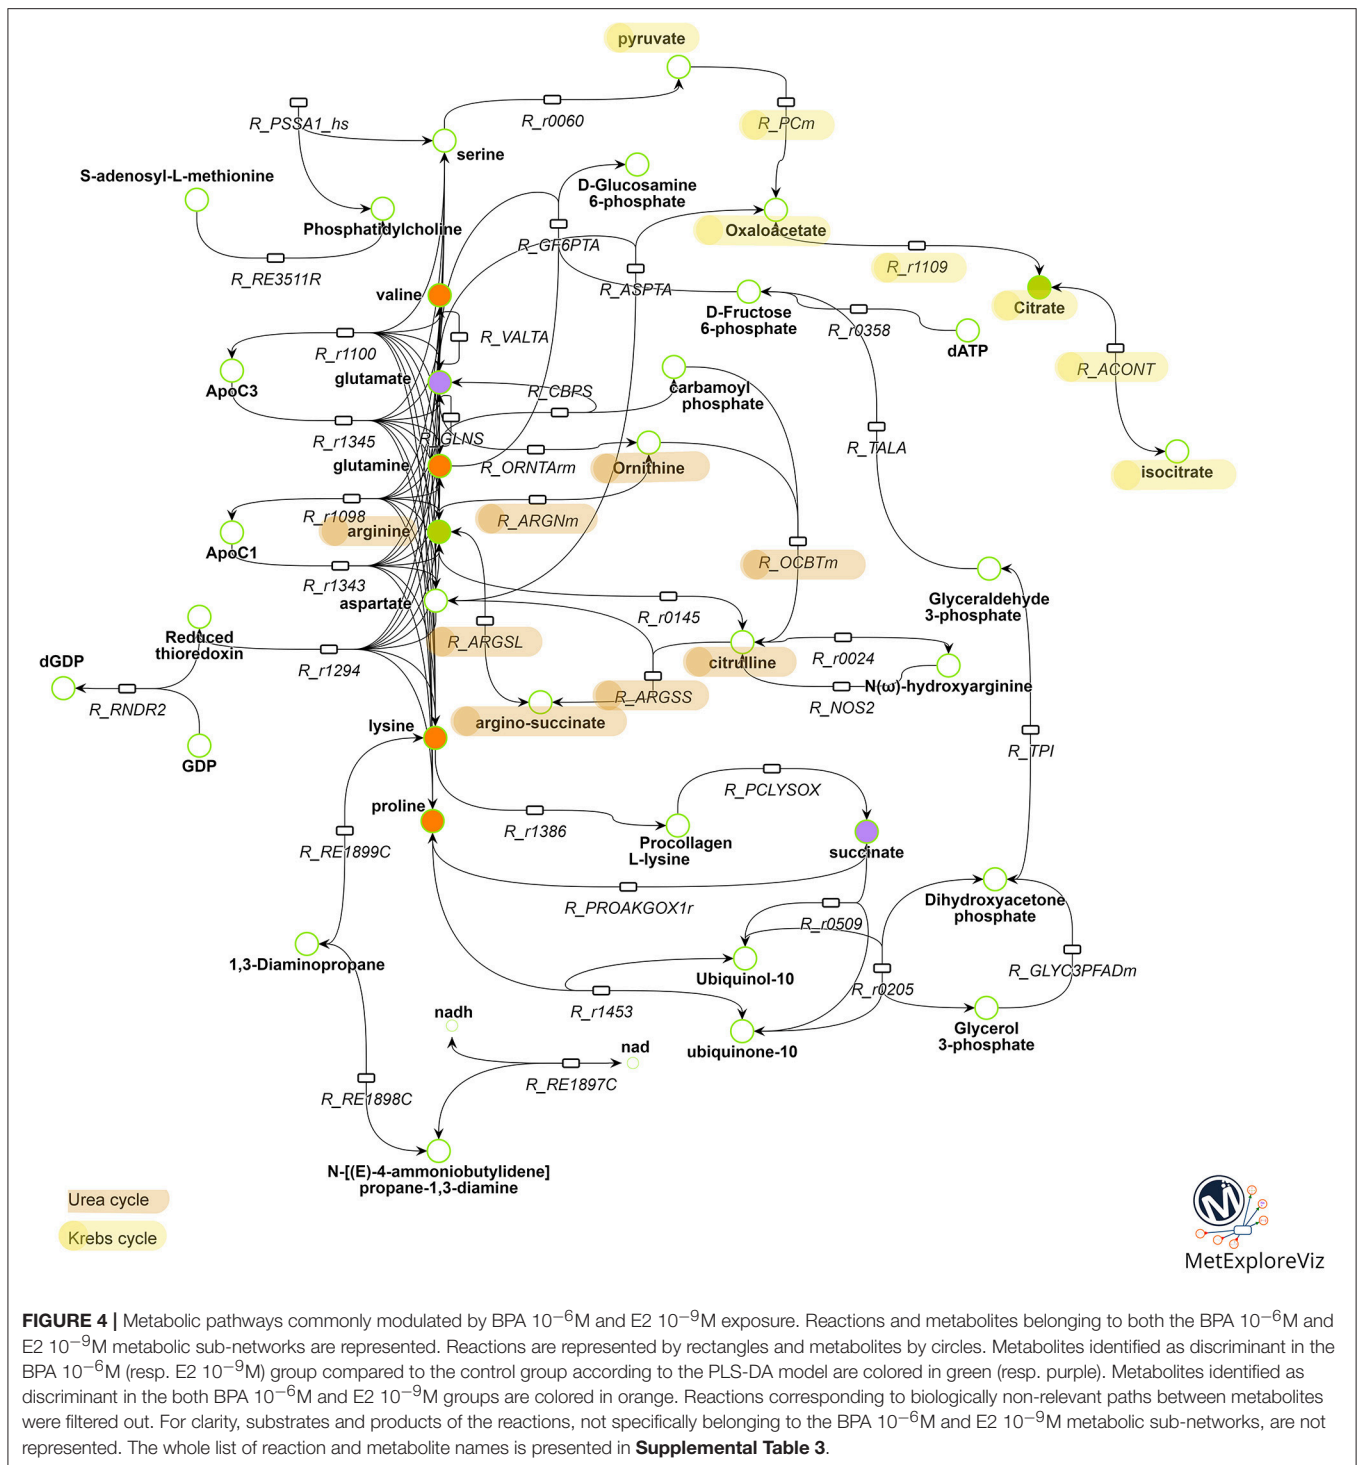 pyruvate
R_PSSA1_hs
R_r0060
R_PCm
serine
S-adenosyl-L-methionine
D-Glucosamine
6-phosphate
Phosphatidylcholine
Oxaloacetate
R_GF6PTA
R_RE3511R
R_r1109
R_ASPTA
valine
Citrate
D-Fructose
6-phosphate
R_r0358
R_VALTA
dATP
R_r1100
R_ACONT
glutamate
ApoC3
R_CBPS
carbamoyl
phosphate
R_r1345
R_GLNS
R_TALA
glutamine
R_ORNTArm
Ornithine
isocitrate
R_r1098
arginine
R_ARGNm
ApoC1
R_OCBTm
R_r1343
aspartate
Glyceraldehyde
3-phosphate
R_r0145
Reduced
thioredoxin
R_ARGSL
dGDP
R_r1294
citrulline
R_r0024
N(ω)-hydroxyarginine
R_ARGSS
R_RNDR2
R_NOS2
argino-succinate
lysine
R_TPI
GDP
R_PCLYSOX
proline
R_r1386
Procollagen
L-lysine
succinate
R_RE1899C
Dihydroxyacetone
phosphate
R_PROAKGOX1r
R_r0509
1,3-Diaminopropane
R_GLYC3PFADm
Ubiquinol-10
R_r0205
R_r1453
nadh
Glycerol
3-phosphate
nad
ubiquinone-10
R_RE1897C
R_RE1898C
N-[(E)-4-ammoniobutylidene]
propane-1,3-diamine
Urea cycle
Krebs cycle
M
MetExploreViz
FIGURE 4 | Metabolic pathways commonly modulated by BPA 10−6M and E2 10−9M exposure. Reactions and metabolites belonging to both the BPA 10−6M and
E2 10−9M metabolic sub-networks are represented. Reactions are represented by rectangles and metabolites by circles. Metabolites identified as discriminant in the
BPA 10−6M (resp. E2 10−9M) group compared to the control group according to the PLS-DA model are colored in green (resp. purple). Metabolites identified as
discriminant in the both BPA 10−6M and E2 10−9M groups are colored in orange. Reactions corresponding to biologically non-relevant paths between metabolites
were filtered out. For clarity, substrates and products of the reactions, not specifically belonging to the BPA 10−6M and E2 10−9M metabolic sub-networks, are not
represented. The whole list of reaction and metabolite names is presented in Supplemental Table 3.